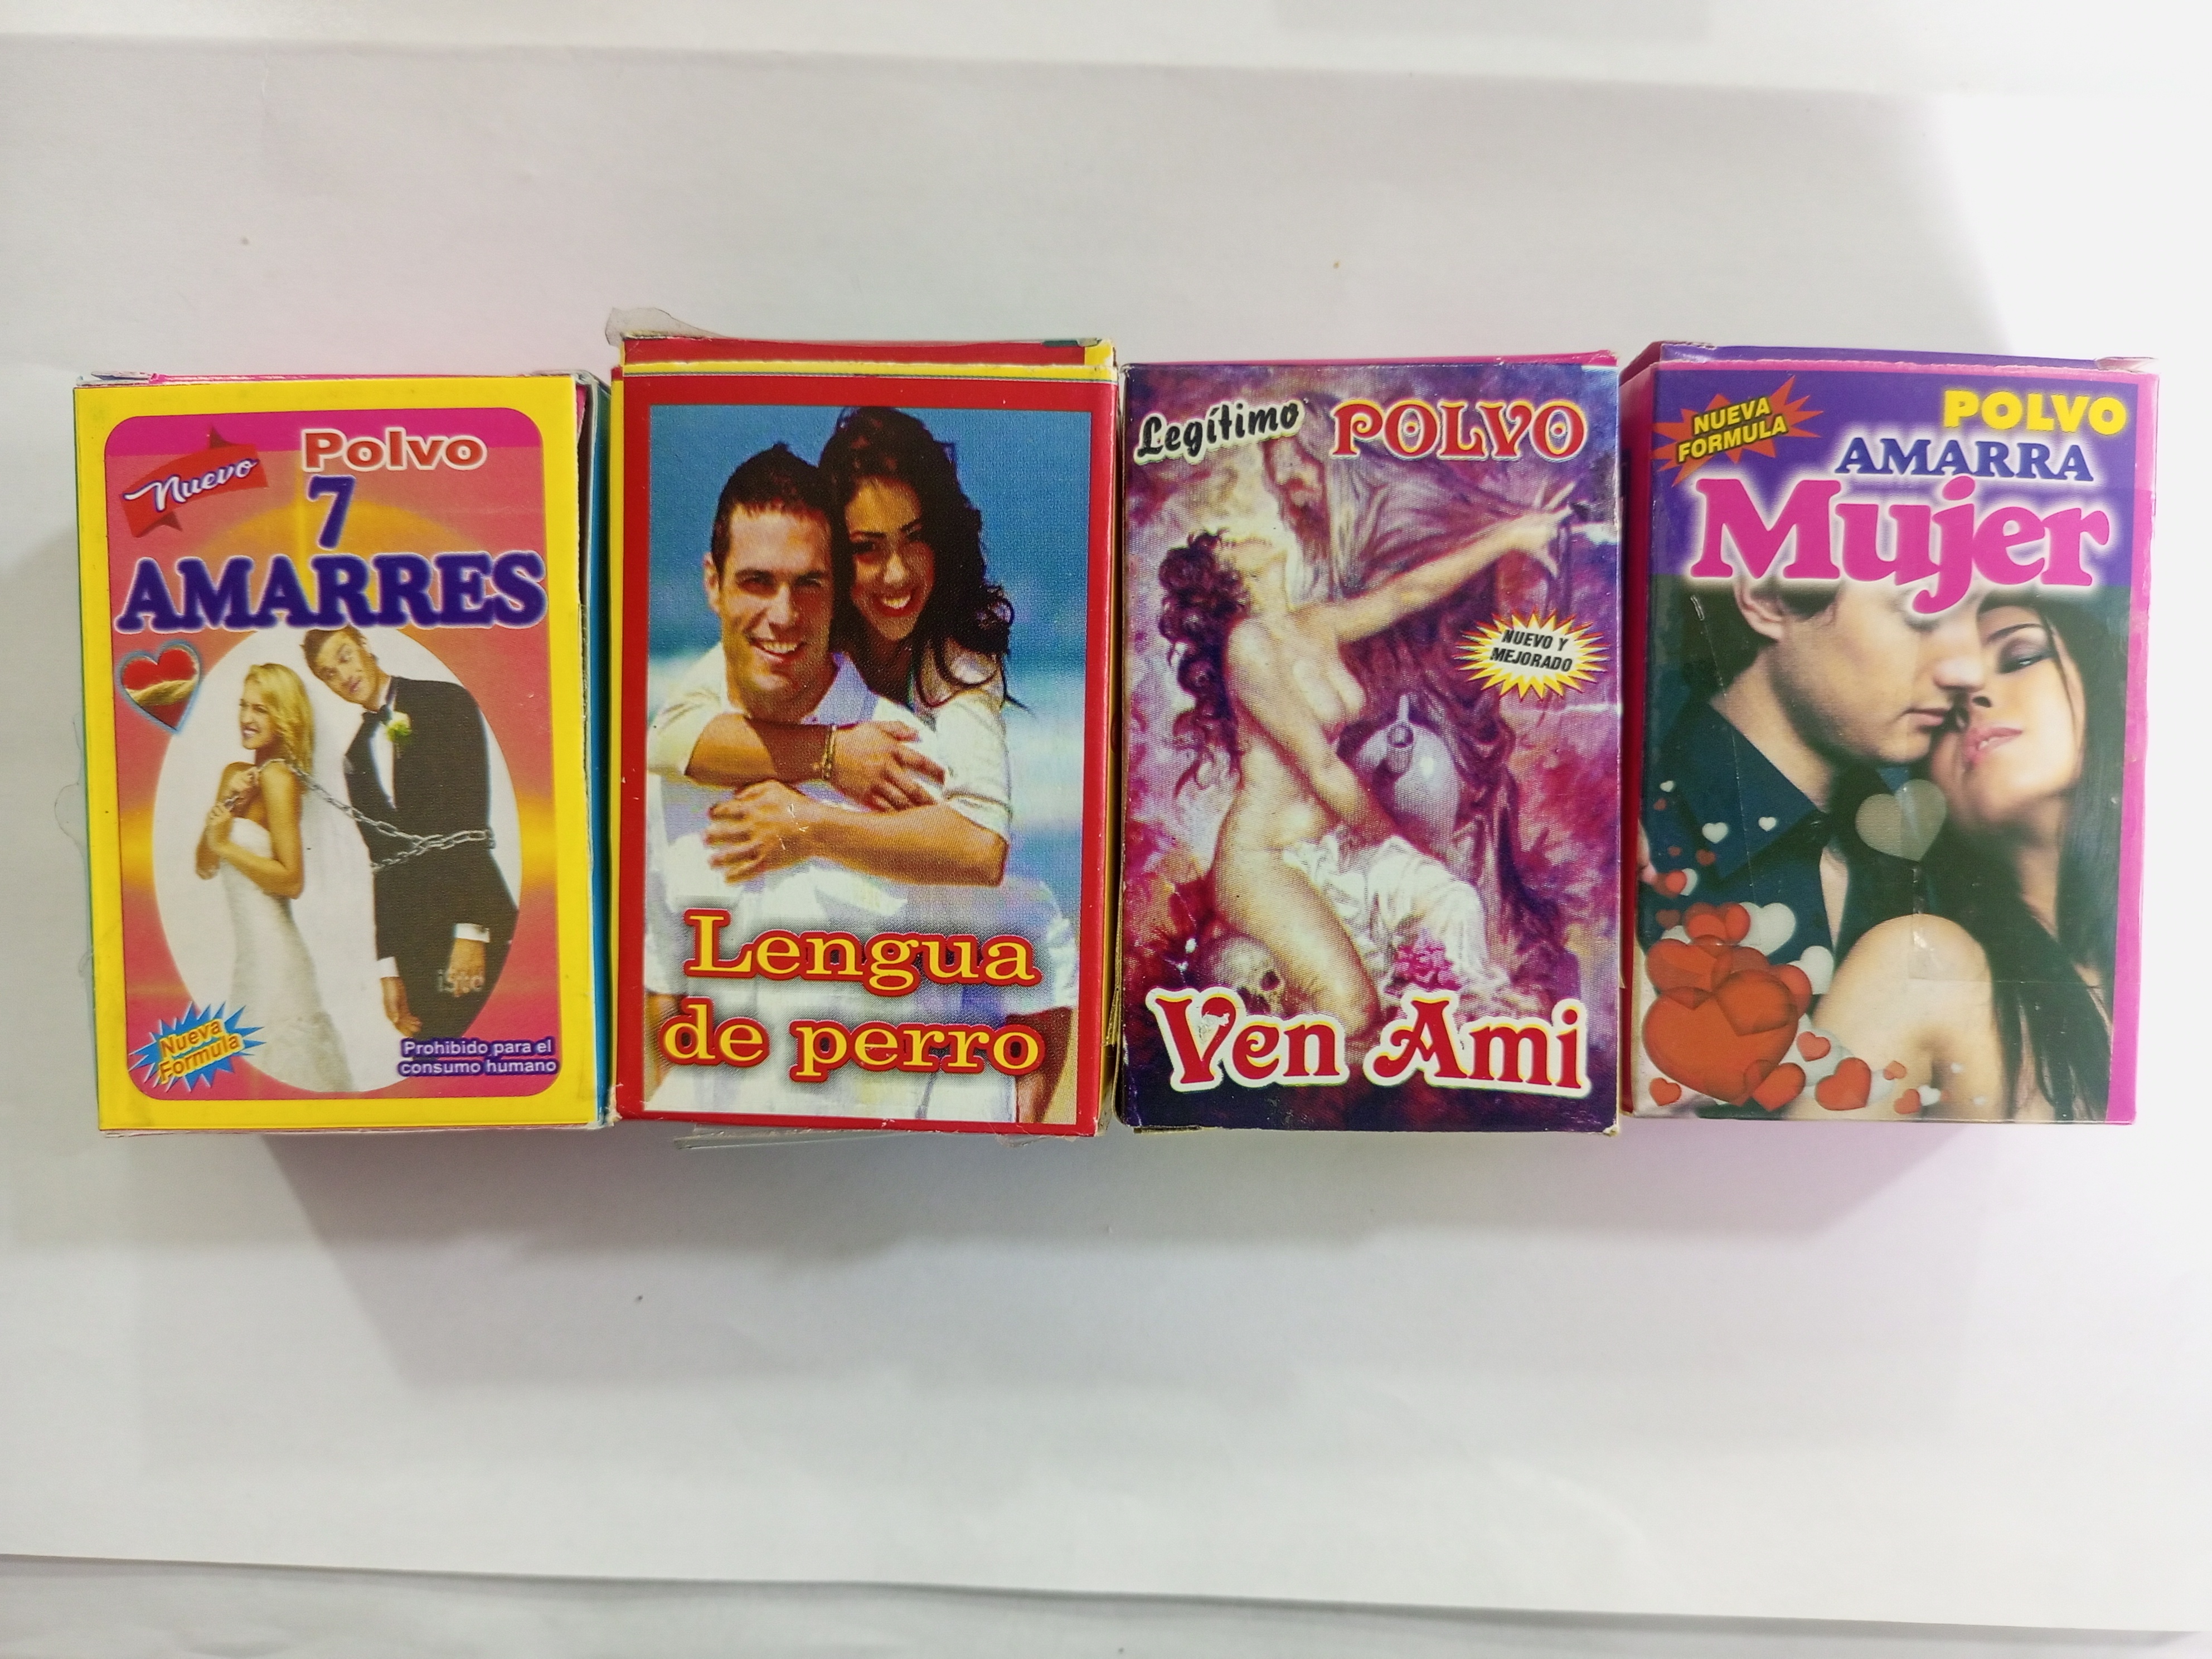 Nuevo
Polvo
7
AMARRES
iste
Nueva
Formula
Prohibido para el
consumo humano
Lengua
de perro
Legítimo POLVO
NUEVO Y
MEJORADO
Ven Ami
NUEVA
FORMULA
POLVO
AMARRA
Mujer